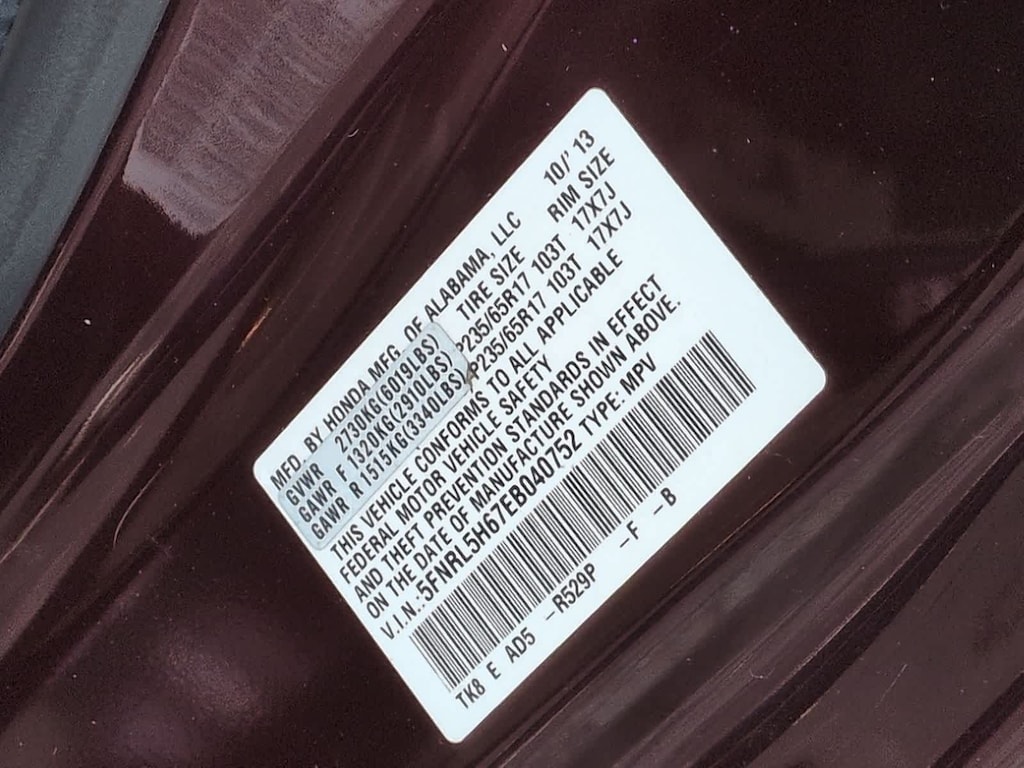 MFD. BY HONDA MFG. OF ALABAMA, LLC 10/'13
GVWR 2730KG(6019LBS) TIRE SIZE RIM SIZE
GAWR F 1320KG(2910LBS) P235/65R17 103T 17X7J
GAWR R 1515KG(3340LBS) P235/65R17 103T 17X7J
THIS VEHICLE CONFORMS TO ALL APPLICABLE
FEDERAL MOTOR VEHICLE SAFETY
AND THEFT PREVENTION STANDARDS IN EFFECT
ON THE DATE OF MANUFACTURE SHOWN ABOVE.
V.I.N.:5FNRL5H67EB040752 TYPE: MPV
TK8 E AD5 -R529P -F -B